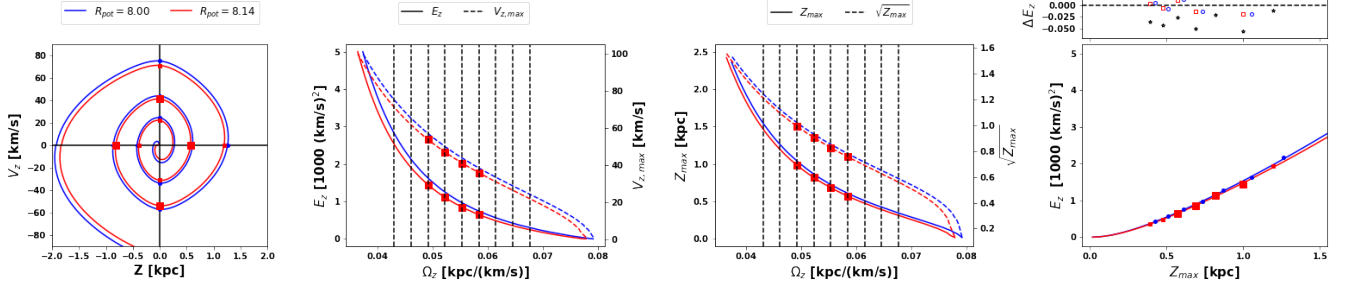 R_pot = 8.00 R_pot = 8.14
V_z [km/s]
80
60
40
20
0
−20
−40
−60
−80
−2.0 −1.5 −1.0 −0.5 0.0 0.5 1.0 1.5 2.0
Z [kpc]
E_z V_{z,max}
E_z [1000 (km/s)^2]
5
4
3
2
1
0
100
80
60
40
20
0
V_{z,max} [km/s]
0.04 0.05 0.06 0.07 0.08
Ω_z [kpc/(km/s)]
Z_max √Z_max
Z_max [kpc]
2.5
2.0
1.5
1.0
0.5
0.0
1.6
1.4
1.2
1.0
0.8
0.6
0.4
0.2
√Z_max
0.04 0.05 0.06 0.07 0.08
Ω_z [kpc/(km/s)]
Δ E_z
0.000
−0.025
−0.050
E_z [1000 (km/s)^2]
5
4
3
2
1
0
0.0 0.5 1.0 1.5
Z_max [kpc]